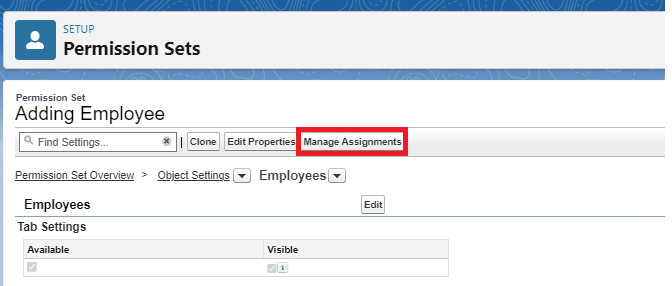 SETUP
Permission Sets
Permission Set
Adding Employee
Find Settings... | Clone Edit Properties Manage Assignments
Permission Set Overview > Object Settings Employees
Employees Edit
Tab Settings
Available Visible
i